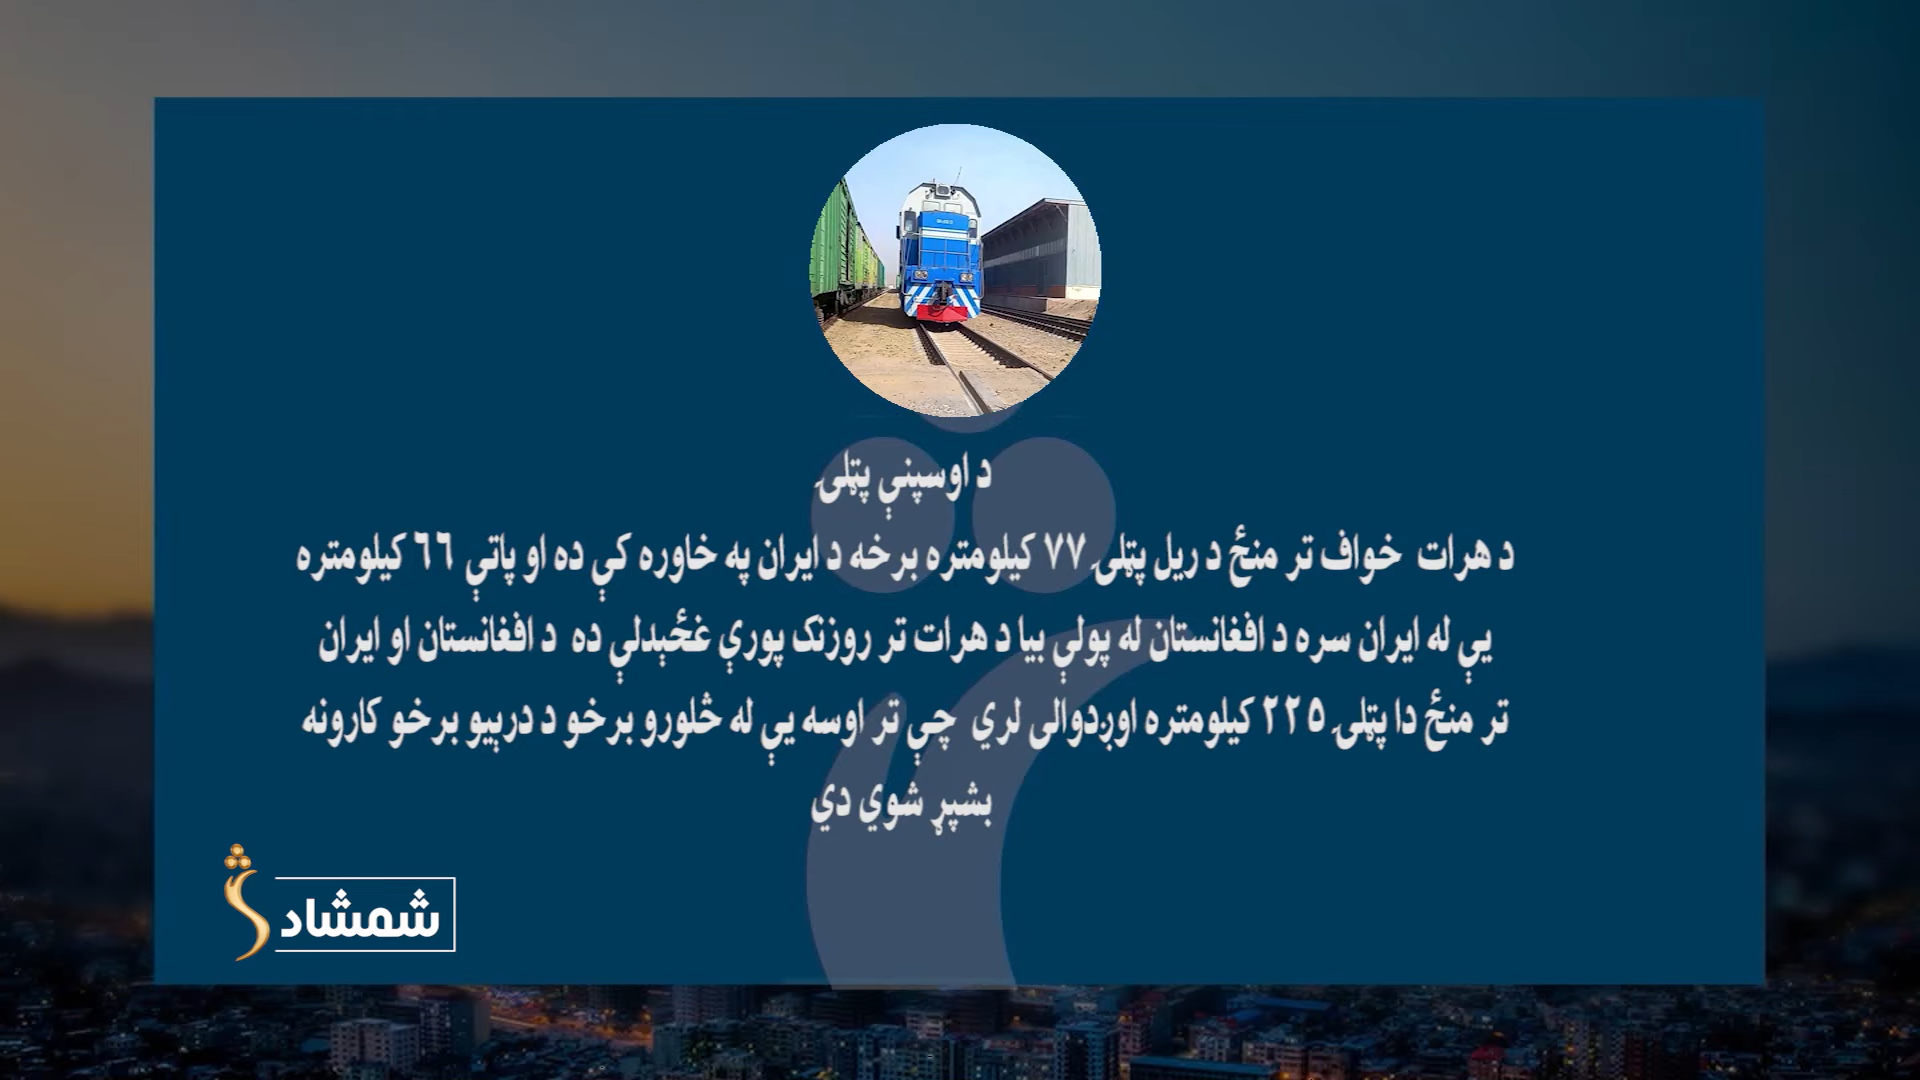 د اوسپنې پټلۍ
د هرات خواف تر منځ د ریل پټلۍ ۷۷ کیلومتره برخه د ایران په خاوره کې ده او پاتې ٦٦ کیلومتره
یې له ایران سره د افغانستان له پولې بیا د هرات تر روزنک پورې غځېدلې ده د افغانستان او ایران
تر منځ دا پټلۍ ۲۲۵ کیلومتره اوږدوالی لري چې تر اوسه یې له څلورو برخو د دریيو برخو کارونه
بشپړ شوي دي
شمشاد